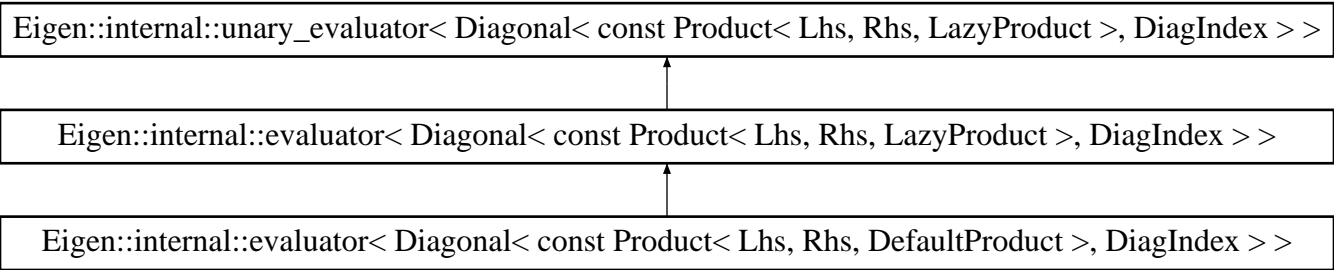 Eigen::internal::unary_evaluator< Diagonal< const Product< Lhs, Rhs, LazyProduct >, DiagIndex > >
Eigen::internal::evaluator< Diagonal< const Product< Lhs, Rhs, LazyProduct >, DiagIndex > >
Eigen::internal::evaluator< Diagonal< const Product< Lhs, Rhs, DefaultProduct >, DiagIndex > >